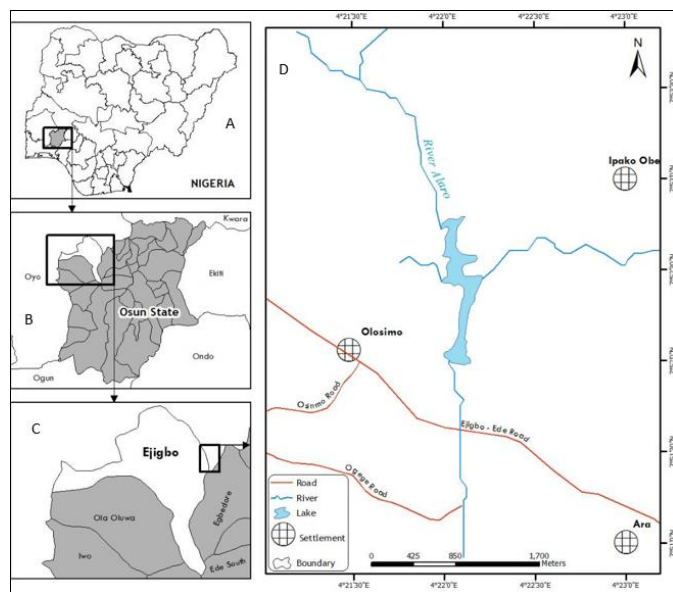 A
NIGERIA
Kwara
Oyo
Ekiti
Osun State
B
Ondo
Ogun
C
Ejigbo
Egbedore
Ola Oluwa
Iwo
Ede South
4°21'30"E
4°22'0"E
4°22'30"E
4°23'0"E
D
N
River Alaro
Ipako Obe
Olosimo
Osinmo Road
Ejigbo - Ede Road
Ogege Road
Ara
Road
River
Lake
Settlement
Boundary
0 425 850 1,700
Meters
4°21'30"E
4°22'0"E
4°22'30"E
4°23'0"E